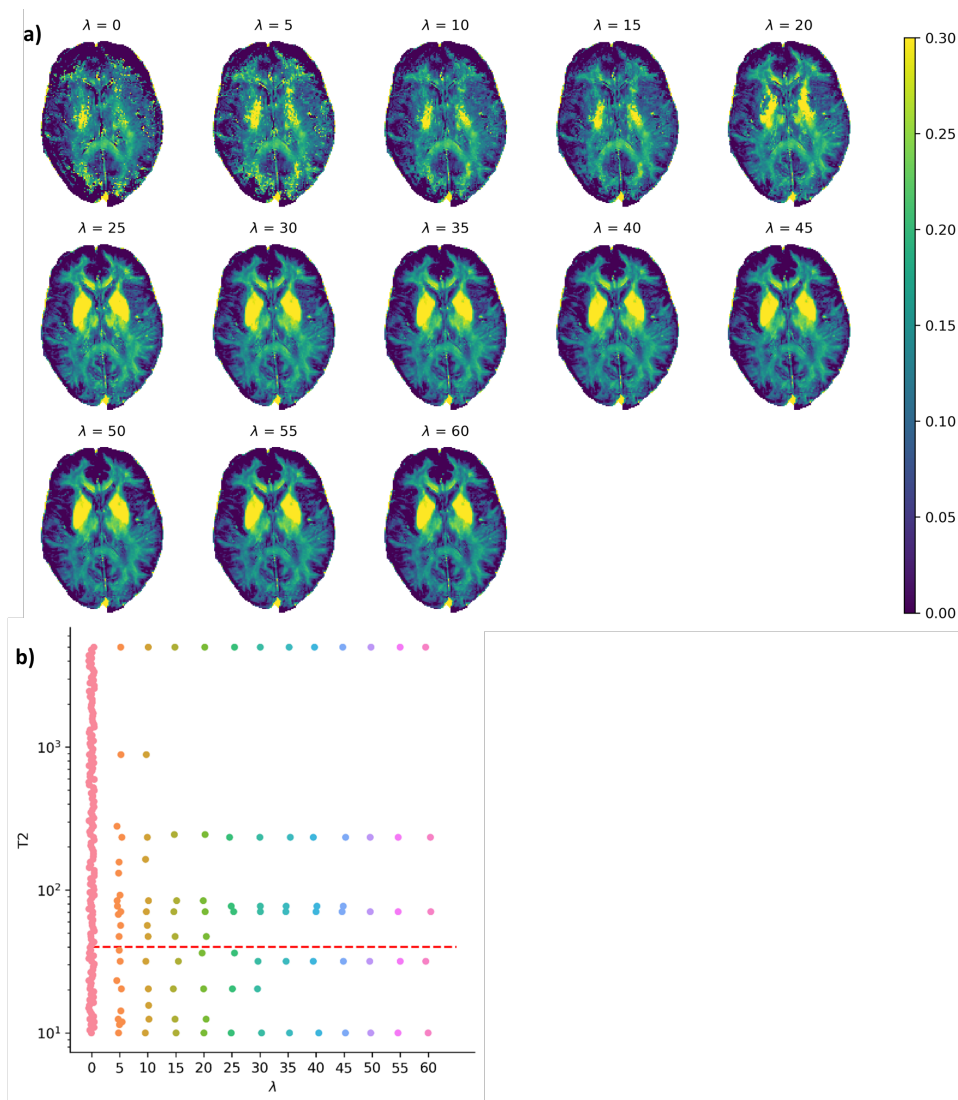 a)
λ = 0 λ = 5 λ = 10 λ = 15 λ = 20
λ = 25 λ = 30 λ = 35 λ = 40 λ = 45
λ = 50 λ = 55 λ = 60
0.30
0.25
0.20
0.15
0.10
0.05
0.00
b)
10³
10²
10¹
T2
0 5 10 15 20 25 30 35 40 45 50 55 60
λ